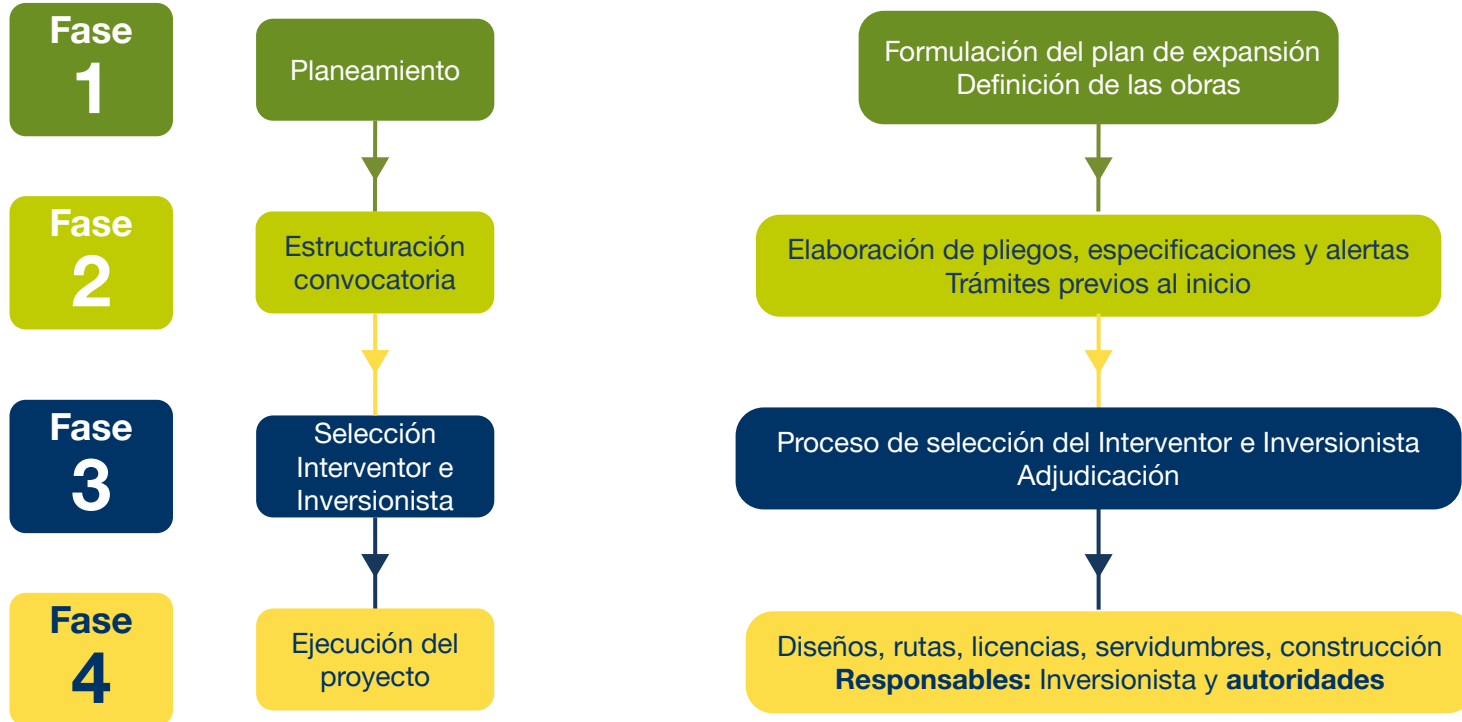 Fase
1
Planeamiento
Formulación del plan de expansión
Definición de las obras
Fase
2
Estructuración
convocatoria
Elaboración de pliegos, especificaciones y alertas
Trámites previos al inicio
Fase
3
Selección
Interventor e
Inversionista
Proceso de selección del Interventor e Inversionista
Adjudicación
Fase
4
Ejecución del
proyecto
Diseños, rutas, licencias, servidumbres, construcción
Responsables: Inversionista y autoridades